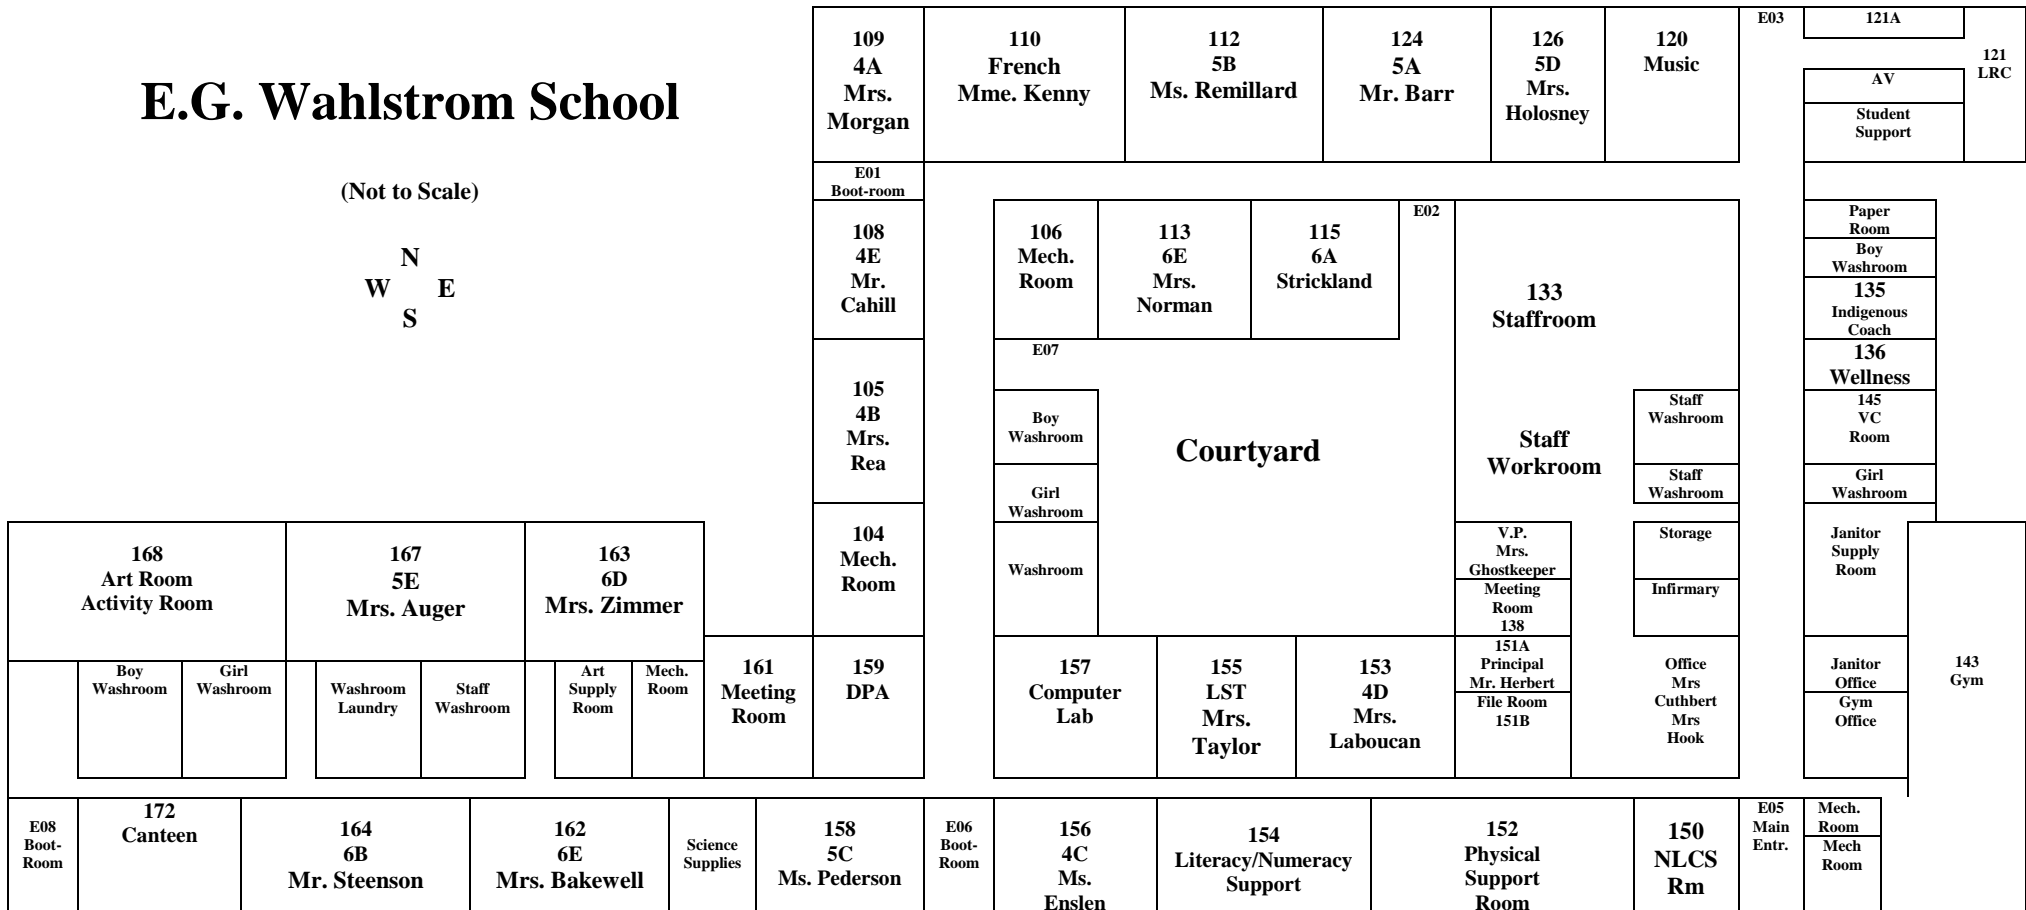 E.G. Wahlstrom School
(Not to Scale)
N
W E
S
109
4A
Mrs.
Morgan
110
French
Mme. Kenny
112
5B
Ms. Remillard
124
5A
Mr. Barr
126
5D
Mrs.
Holosney
120
Music
E03
121A
121
LRC
AV
Student
Support
E01
Boot-room
108
4E
Mr.
Cahill
106
Mech.
Room
113
6E
Mrs.
Norman
115
6A
Strickland
E02
133
Staffroom
Paper
Room
Boy
Washroom
135
Indigenous
Coach
136
Wellness
E07
105
4B
Mrs.
Rea
Boy
Washroom
Girl
Washroom
Courtyard
Staff
Workroom
Staff
Washroom
Staff
Washroom
145
VC
Room
Girl
Washroom
168
Art Room
Activity Room
167
5E
Mrs. Auger
163
6D
Mrs. Zimmer
104
Mech.
Room
Washroom
V.P.
Mrs.
Ghostkeeper
Meeting
Room
138
Storage
Infirmary
Janitor
Supply
Room
Boy
Washroom
Girl
Washroom
Washroom
Laundry
Staff
Washroom
Art
Supply
Room
Mech.
Room
161
Meeting
Room
159
DPA
157
Computer
Lab
155
LST
Mrs.
Taylor
153
4D
Mrs.
Laboucan
151A
Principal
Mr. Herbert
File Room
151B
Office
Mrs
Cuthbert
Mrs
Hook
Janitor
Office
Gym
Office
143
Gym
E08
Boot-
Room
172
Canteen
164
6B
Mr. Steenson
162
6E
Mrs. Bakewell
Science
Supplies
158
5C
Ms. Pederson
E06
Boot-
Room
156
4C
Ms.
Enslen
154
Literacy/Numeracy
Support
152
Physical
Support
Room
150
NLCS
Rm
E05
Main
Entr.
Mech.
Room
Mech
Room